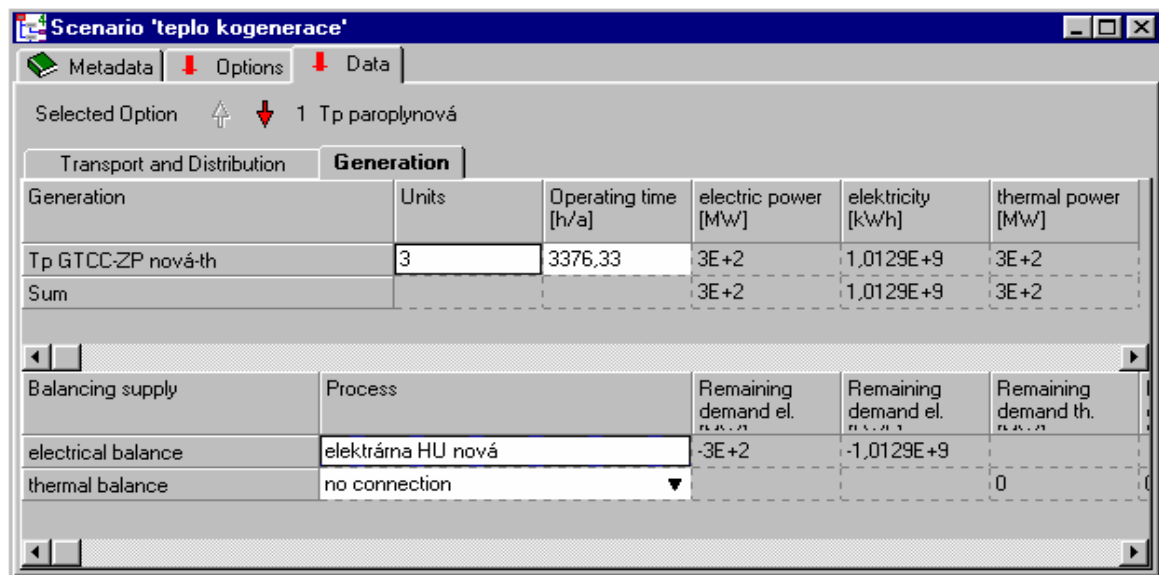 Scenario 'teplo kogenerace'
Metadata Options Data
Selected Option 1 Tp paroplynová
Transport and Distribution Generation
Generation Units Operating time [h/a] electric power [MW] elektricity [kWh] thermal power [MW]
Tp GTCC-ZP nová-th 3 3376,33 3E+2 1,0129E+9 3E+2
Sum 3E+2 1,0129E+9 3E+2
Balancing supply Process Remaining demand el. Remaining demand el. Remaining demand th.
electrical balance elektrárna HU nová -3E+2 -1,0129E+9
thermal balance no connection 0